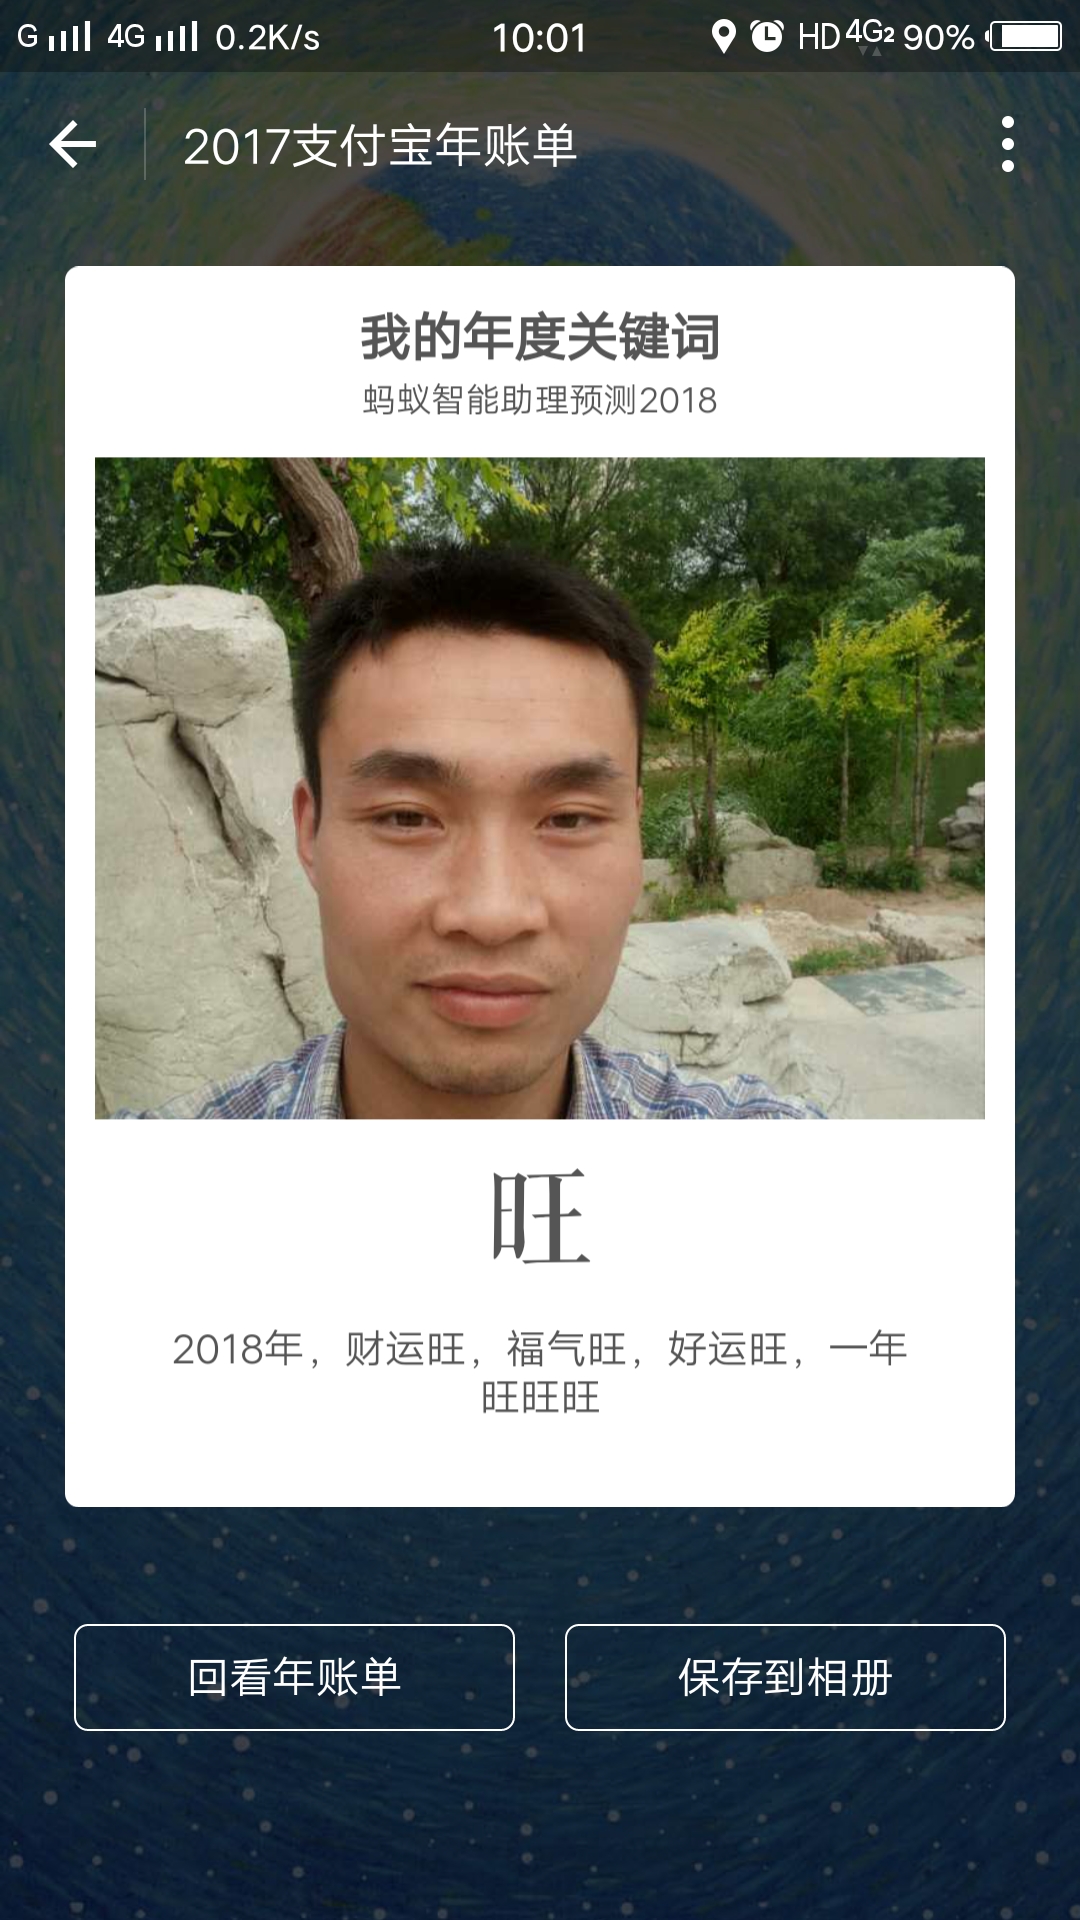 G 4G 0.2K/s 10:01 HD 4G2 90%
2017支付宝年账单
我的年度关键词
蚂蚁智能助理预测2018
旺
2018年，财运旺，福气旺，好运旺，一年
旺旺旺
回看年账单 保存到相册